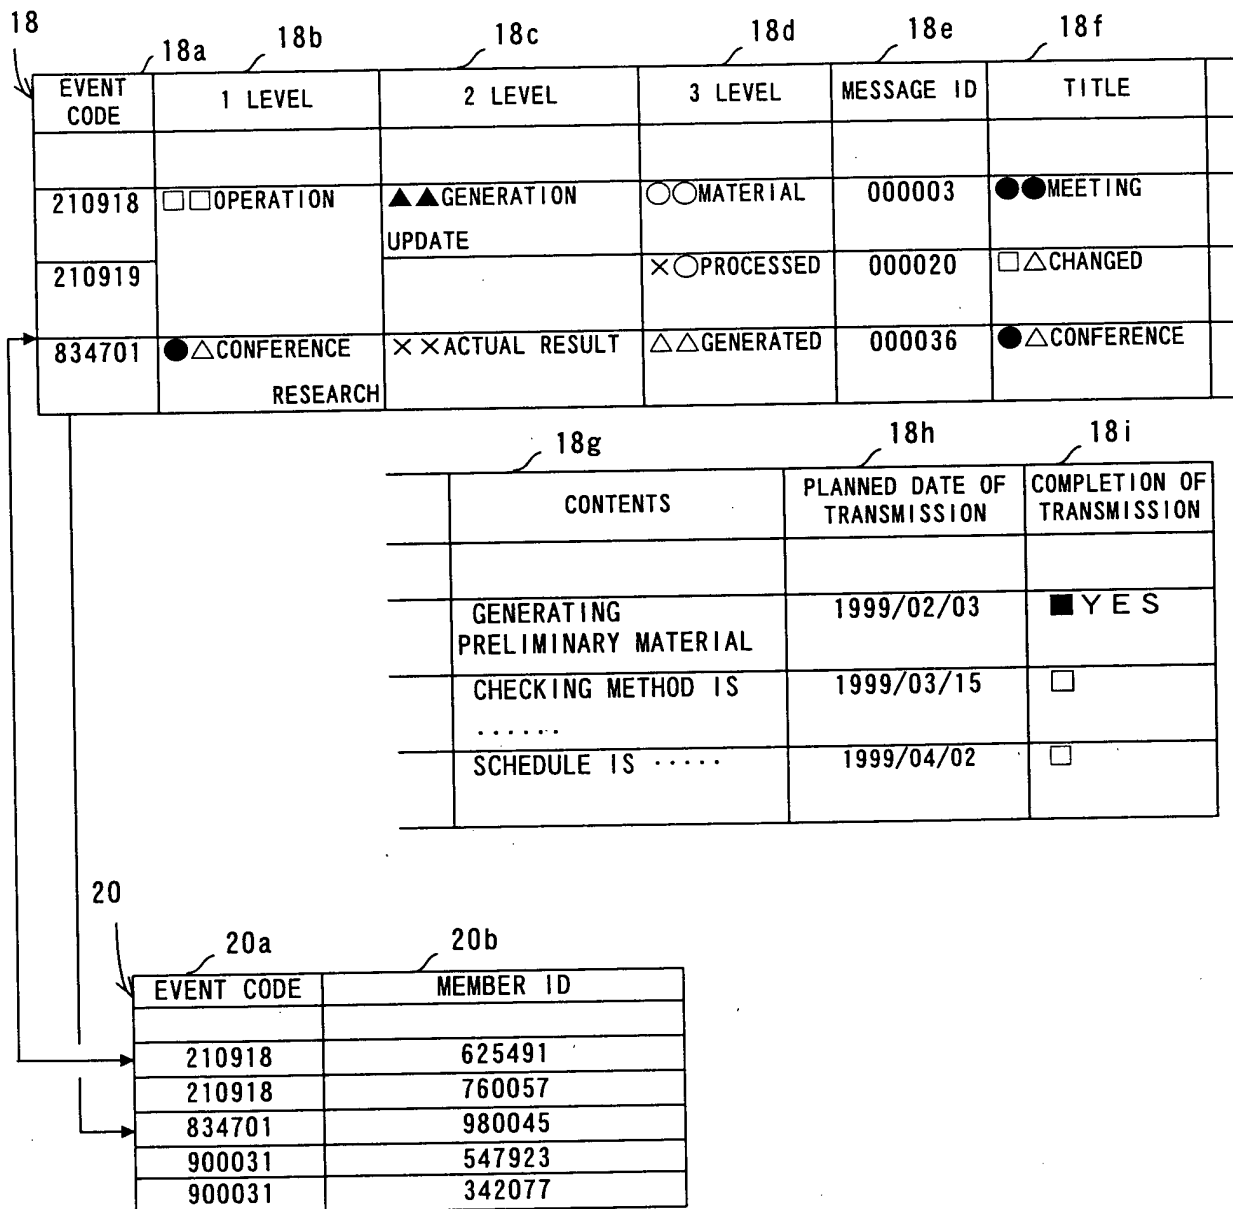 18
18a
18b
18c
18d
18e
18f
EVENT CODE
1 LEVEL
2 LEVEL
3 LEVEL
MESSAGE ID
TITLE
210918
□□OPERATION
▲▲GENERATION
UPDATE
○○MATERIAL
000003
●●MEETING
210919
×○PROCESSED
000020
□△CHANGED
834701
●△CONFERENCE
RESEARCH
××ACTUAL RESULT
△△GENERATED
000036
●△CONFERENCE
18g
18h
18i
CONTENTS
PLANNED DATE OF
TRANSMISSION
COMPLETION OF
TRANSMISSION
GENERATING
PRELIMINARY MATERIAL
1999/02/03
■YES
CHECKING METHOD IS
······
1999/03/15
□
SCHEDULE IS ·····
1999/04/02
□
20
20a
20b
EVENT CODE
MEMBER ID
210918
625491
210918
760057
834701
980045
900031
547923
900031
342077